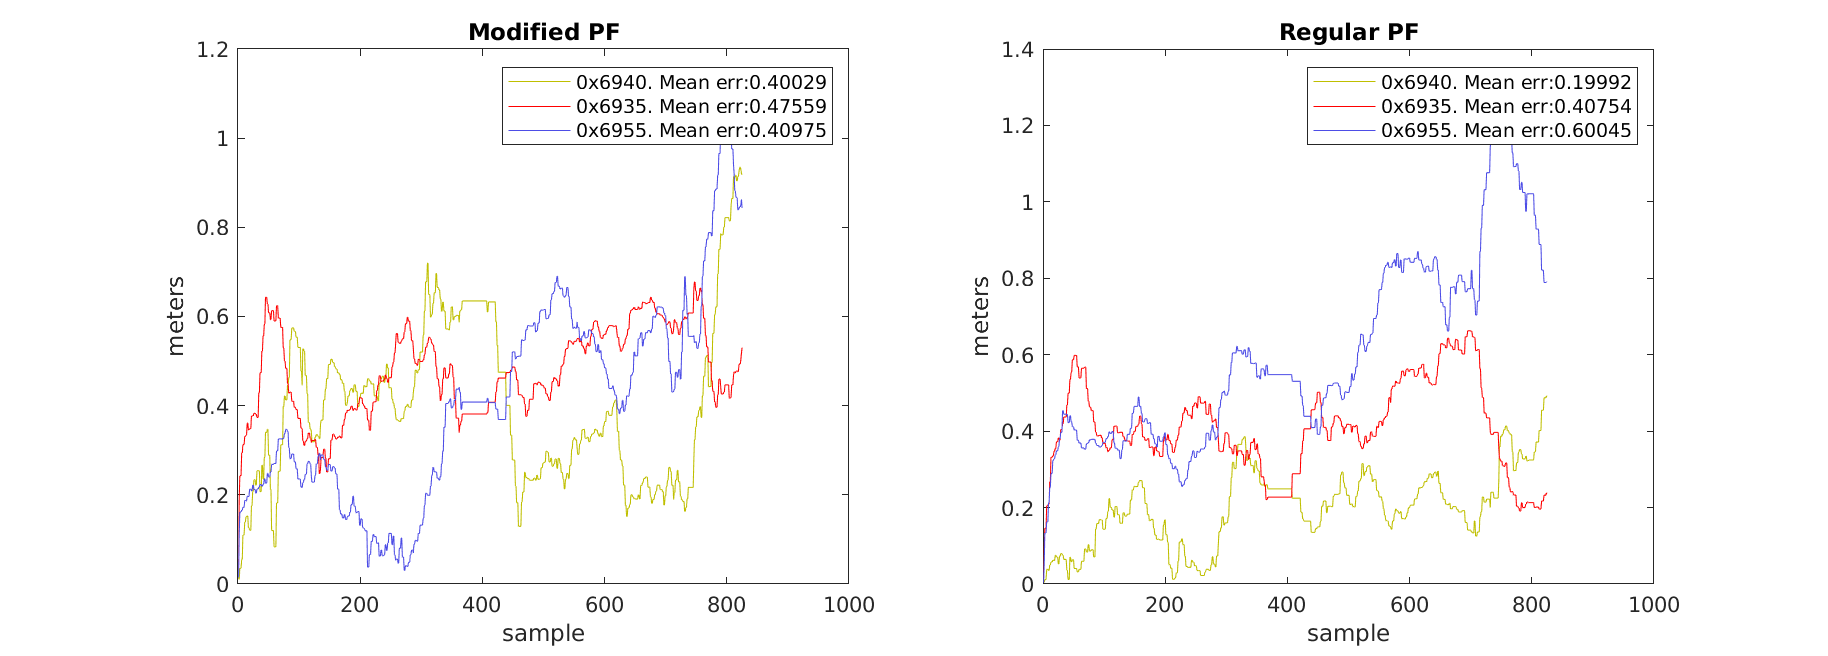 Modified PF
1.2
1
0.8
0.6
0.4
0.2
0
meters
0x6940. Mean err:0.40029
0x6935. Mean err:0.47559
0x6955. Mean err:0.40975
0 200 400 600 800 1000
sample
Regular PF
1.4
1.2
1
0.8
0.6
0.4
0.2
0
meters
0x6940. Mean err:0.19992
0x6935. Mean err:0.40754
0x6955. Mean err:0.60045
0 200 400 600 800 1000
sample